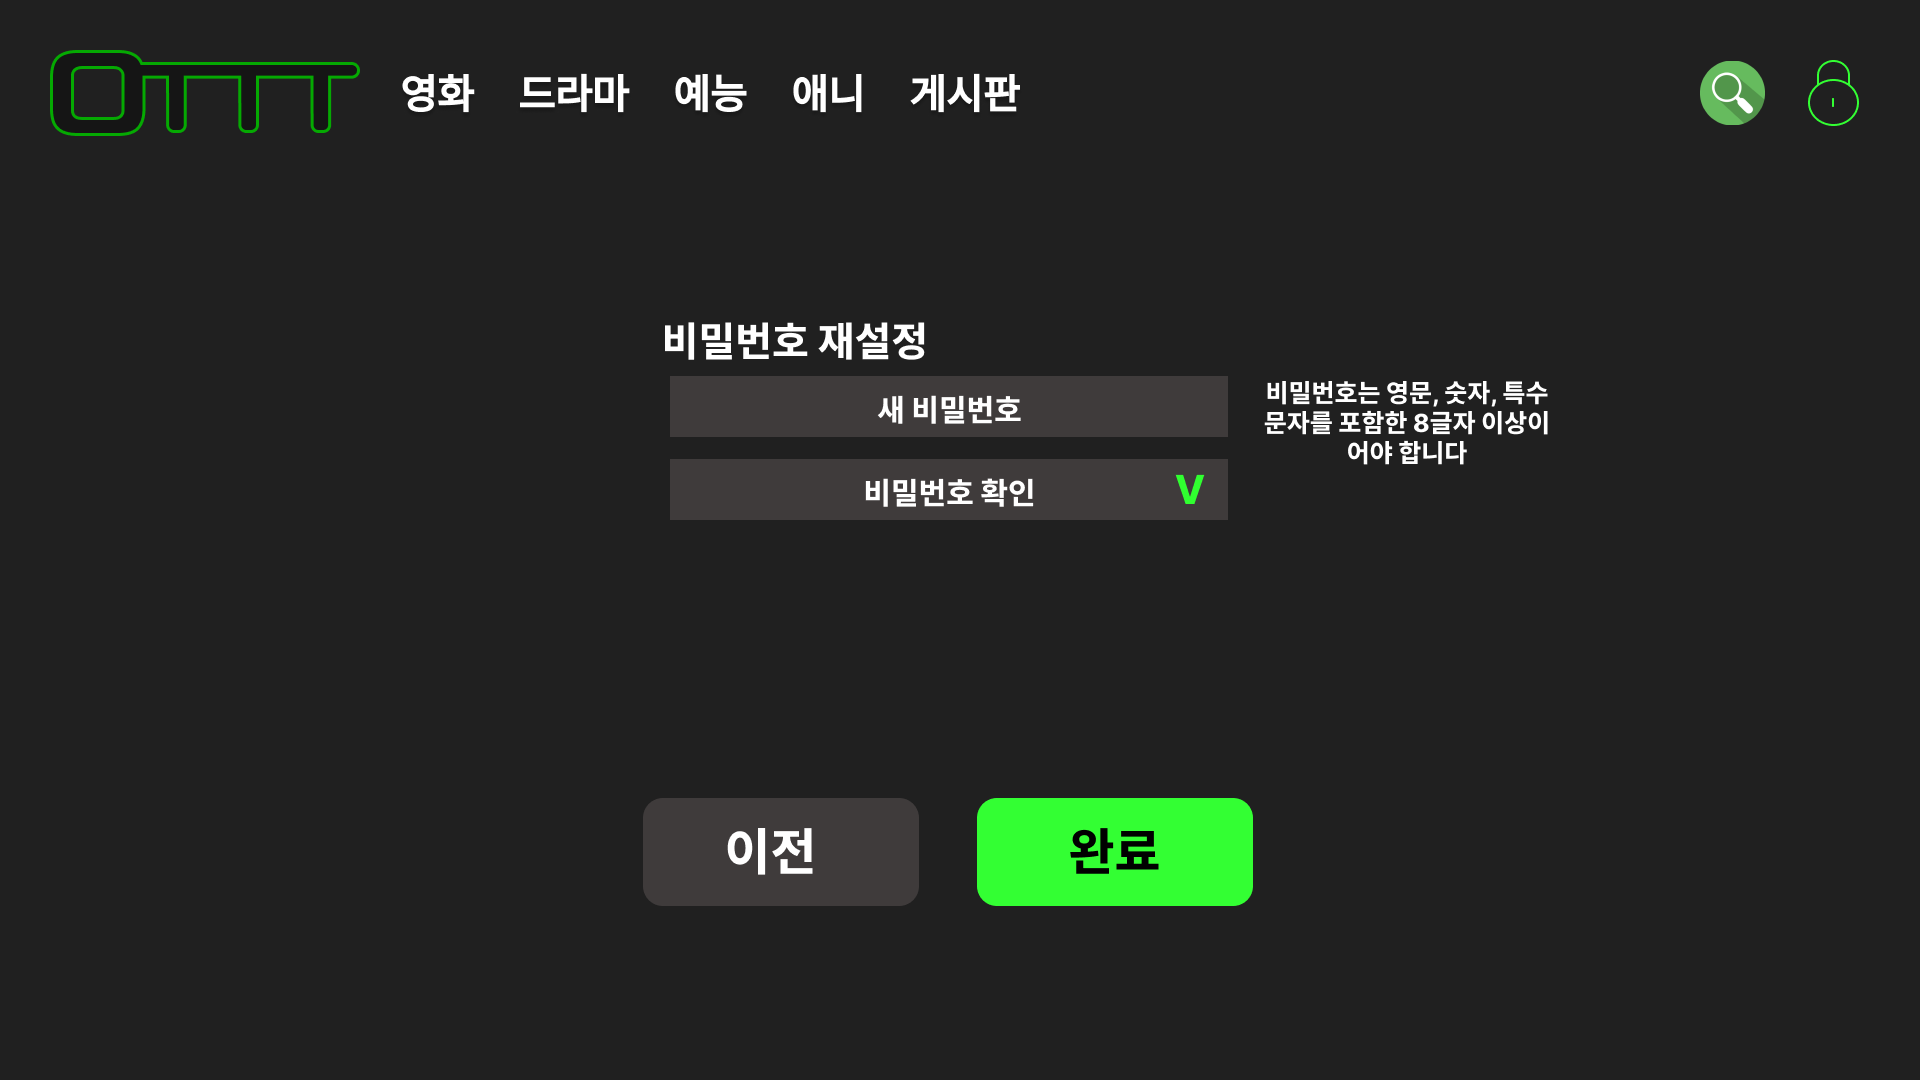 OTTT
영화 드라마 예능 애니 게시판
비밀번호 재설정
새 비밀번호
비밀번호 확인 V
비밀번호는 영문, 숫자, 특수
문자를 포함한 8글자 이상이
어야 합니다
이전 완료